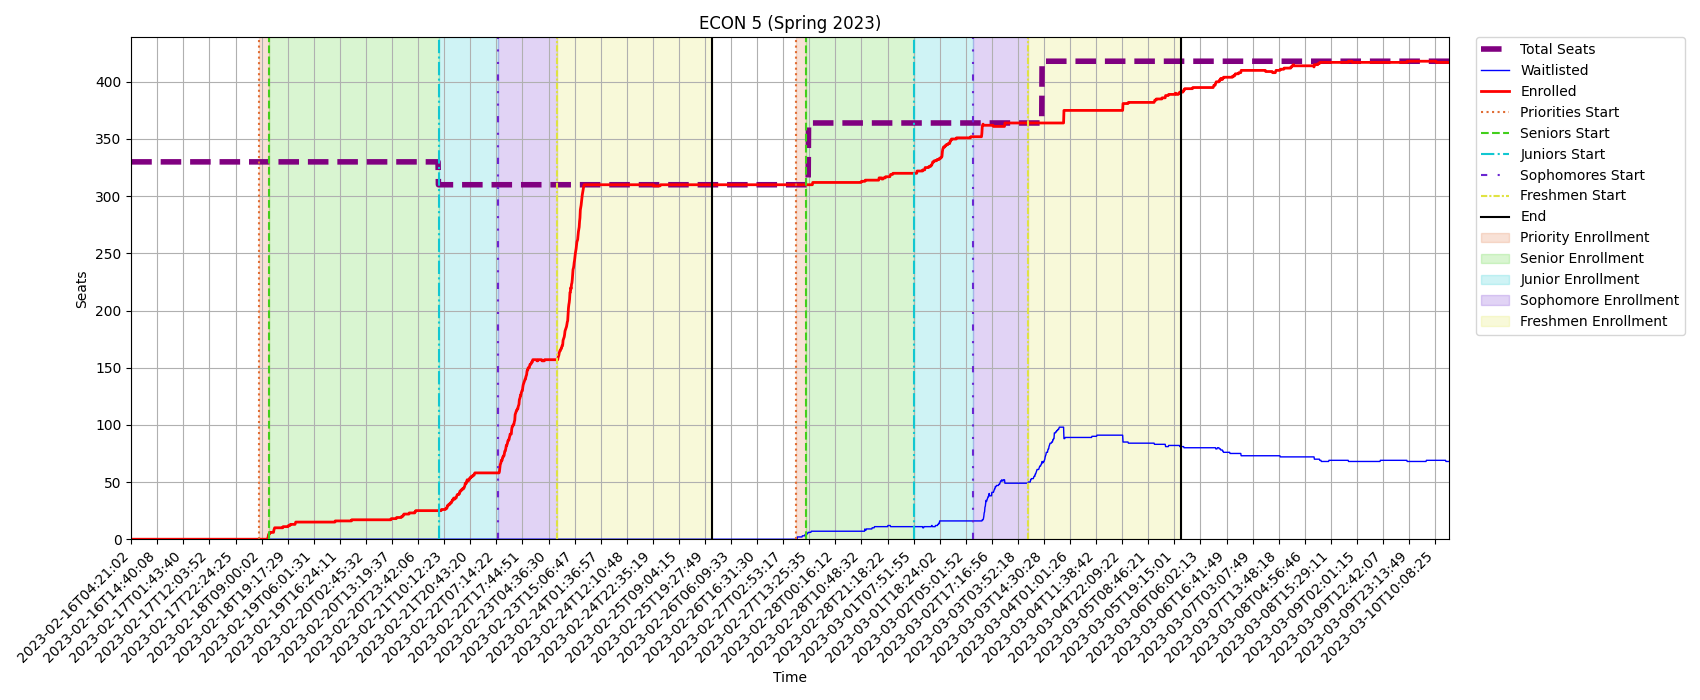 ECON 5 (Spring 2023)
Seats
400
350
300
250
200
150
100
50
0
2023-02-16T04:21:02
2023-02-16T14:40:08
2023-02-17T01:43:40
2023-02-17T12:03:52
2023-02-17T22:24:25
2023-02-18T09:00:02
2023-02-18T19:17:29
2023-02-19T06:01:31
2023-02-19T16:24:11
2023-02-20T02:45:32
2023-02-20T13:19:37
2023-02-20T23:42:06
2023-02-21T10:12:23
2023-02-21T20:43:20
2023-02-22T07:14:22
2023-02-22T17:44:51
2023-02-23T04:36:30
2023-02-23T15:06:47
2023-02-24T01:36:57
2023-02-24T12:10:48
2023-02-24T22:35:19
2023-02-25T09:04:15
2023-02-25T19:27:49
2023-02-26T06:09:33
2023-02-26T16:31:30
2023-02-27T02:53:17
2023-02-27T13:25:35
2023-02-28T00:16:12
2023-02-28T10:48:32
2023-02-28T21:18:22
2023-03-01T07:51:55
2023-03-01T18:24:02
2023-03-02T05:01:52
2023-03-02T17:16:56
2023-03-03T03:52:18
2023-03-03T14:30:28
2023-03-04T01:01:26
2023-03-04T11:38:42
2023-03-04T22:09:22
2023-03-05T08:46:21
2023-03-05T19:15:01
2023-03-06T06:02:13
2023-03-06T16:41:49
2023-03-07T03:07:49
2023-03-07T13:48:18
2023-03-08T04:56:46
2023-03-08T15:29:11
2023-03-09T02:01:15
2023-03-09T12:42:07
2023-03-09T23:13:49
2023-03-10T10:08:25
Time
Total Seats
Waitlisted
Enrolled
Priorities Start
Seniors Start
Juniors Start
Sophomores Start
Freshmen Start
End
Priority Enrollment
Senior Enrollment
Junior Enrollment
Sophomore Enrollment
Freshmen Enrollment